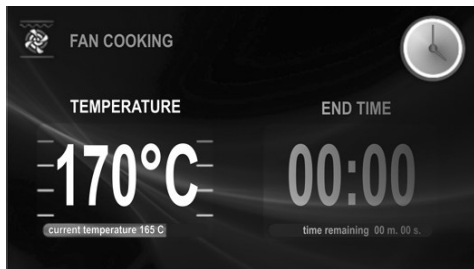 FAN COOKING
TEMPERATURE
170°C
current temperature 165 C
END TIME
00:00
time remaining 00 m. 00 s.